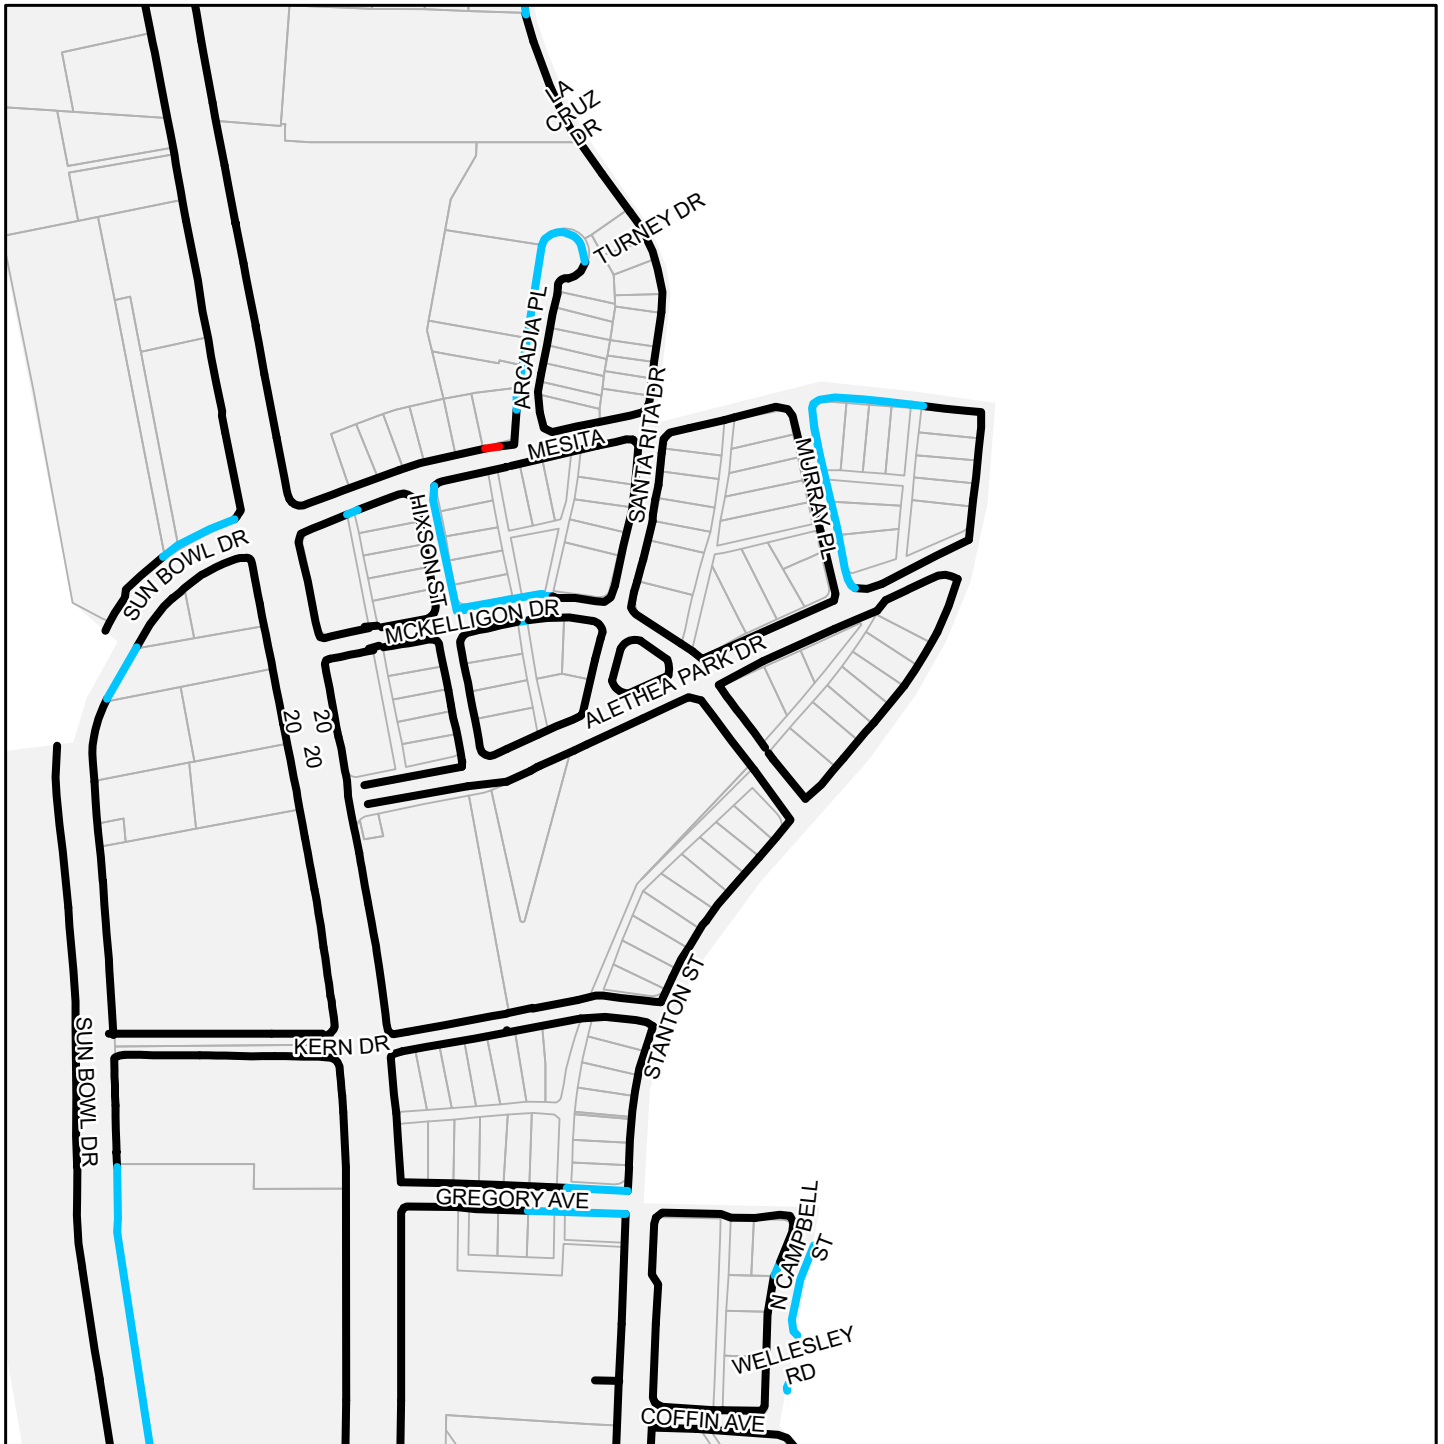 LA
CRUZ
DR
TURNEY DR
ARCADIA PL
SANTA RITA DR
MESITA
MURRAY PL
HIXSON ST
SUN BOWL DR
MCKELLIGON DR
ALETHEA PARK DR
20
20
20
STANTON ST
SUN BOWL DR
KERN DR
GREGORY AVE
N CAMPBELL
ST
WELLESLEY
RD
COFFIN AVE